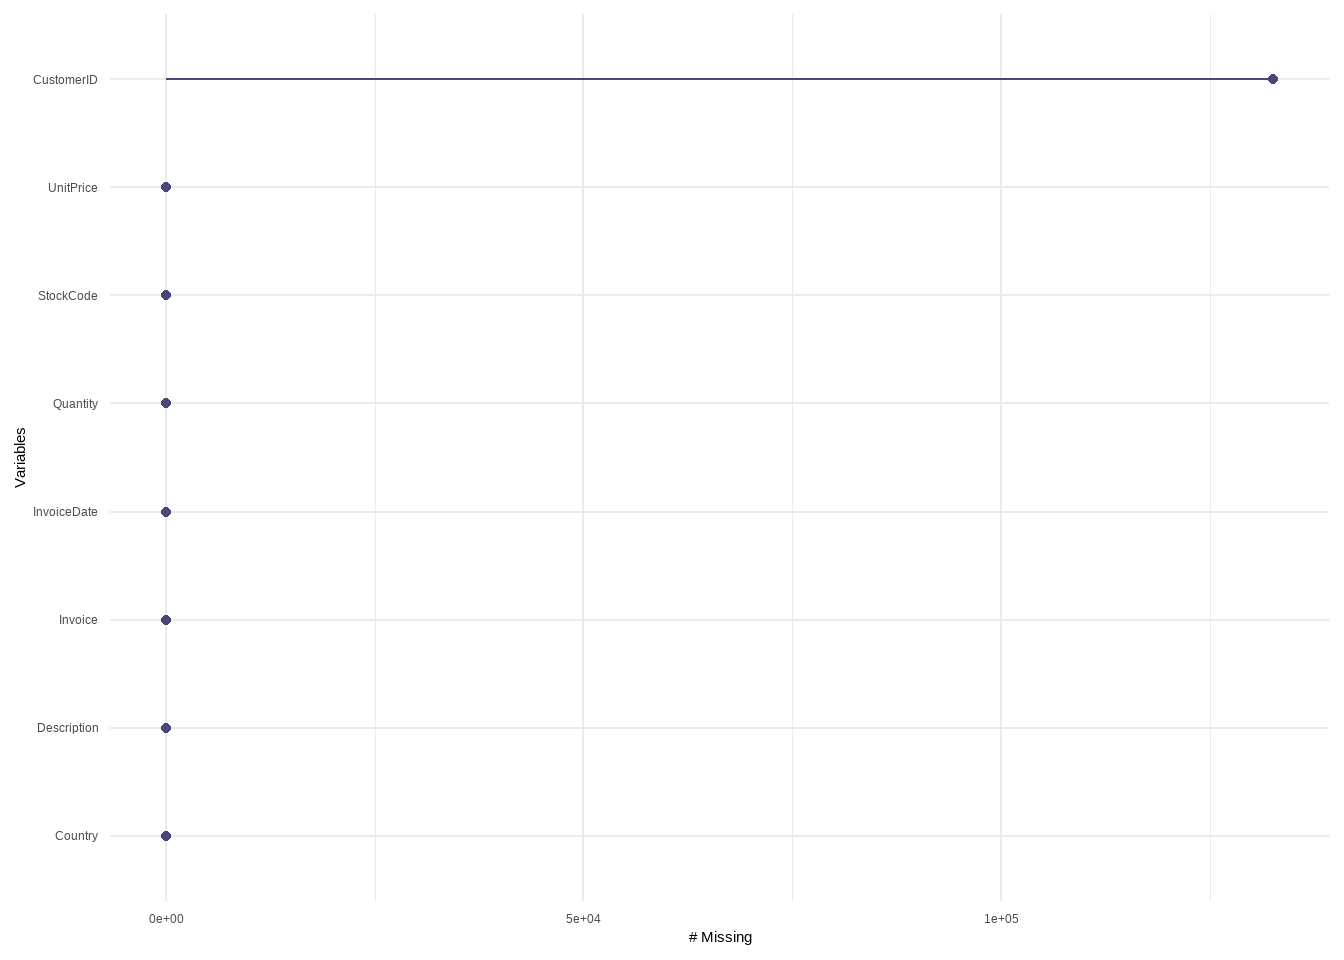 CustomerID
UnitPrice
StockCode
Quantity
InvoiceDate
Invoice
Description
Country
Variables
0e+00
5e+04
1e+05
# Missing